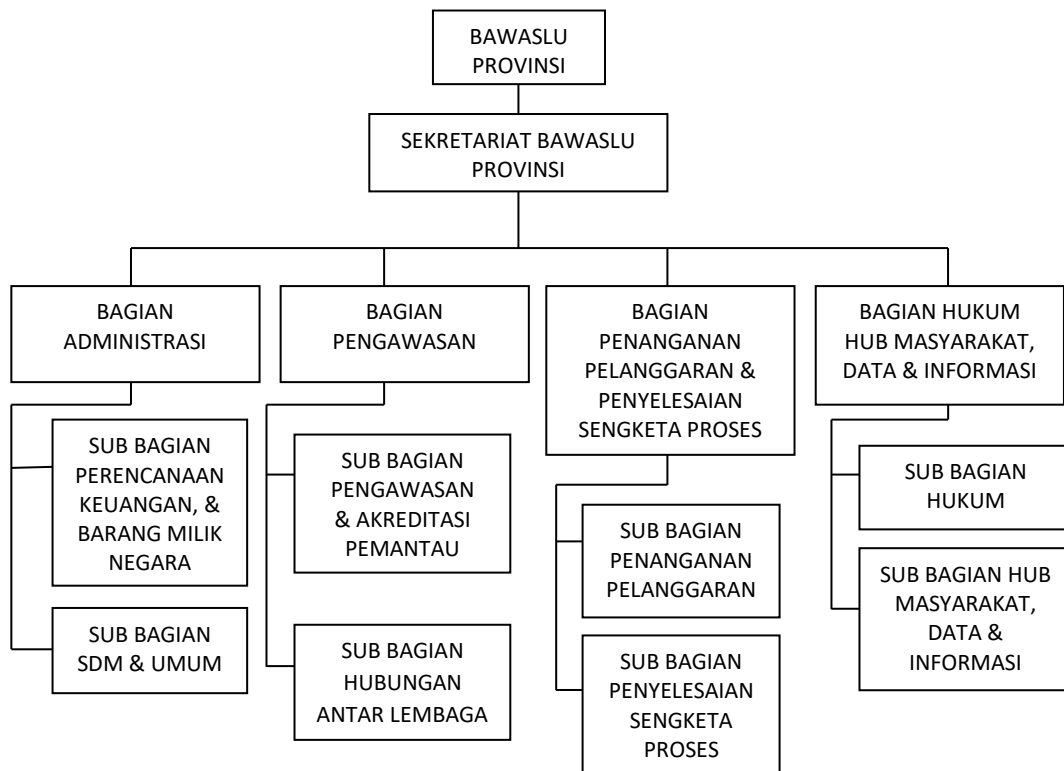 BAWASLU
PROVINSI
SEKRETARIAT BAWASLU
PROVINSI
BAGIAN
ADMINISTRASI
BAGIAN
PENGAWASAN
BAGIAN
PENANGANAN
PELANGGARAN &
PENYELESAIAN
SENGKETA PROSES
BAGIAN HUKUM
HUB MASYARAKAT,
DATA & INFORMASI
SUB BAGIAN
PERENCANAAN
KEUANGAN, &
BARANG MILIK
NEGARA
SUB BAGIAN
SDM & UMUM
SUB BAGIAN
PENGAWASAN
& AKREDITASI
PEMANTAU
SUB BAGIAN
HUBUNGAN
ANTAR LEMBAGA
SUB BAGIAN
PENANGANAN
PELANGGARAN
SUB BAGIAN
PENYELESAIAN
SENGKETA
PROSES
SUB BAGIAN
HUKUM
SUB BAGIAN HUB
MASYARAKAT,
DATA &
INFORMASI